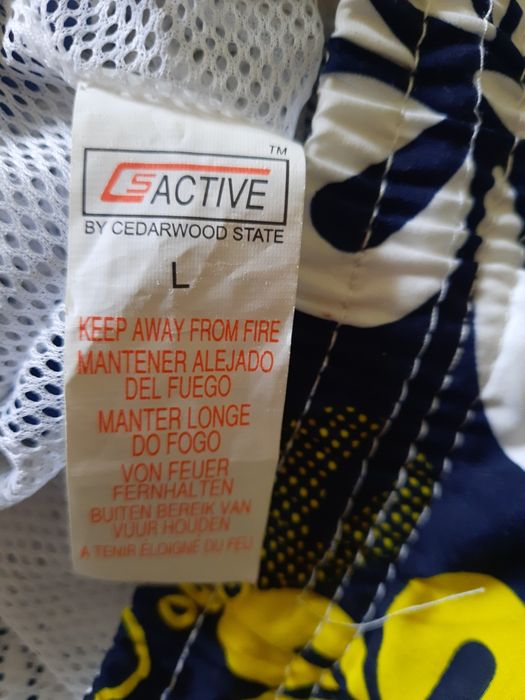 TM
CSACTIVE
BY CEDARWOOD STATE
L
KEEP AWAY FROM FIRE
MANTENER ALEJADO
DEL FUEGO
MANTER LONGE
DO FOGO
VON FEUER
FERNHALTEN
BUITEN BEREIK VAN
VUUR HOUDEN
A TENIR ÉLOIGNÉ DU FEU